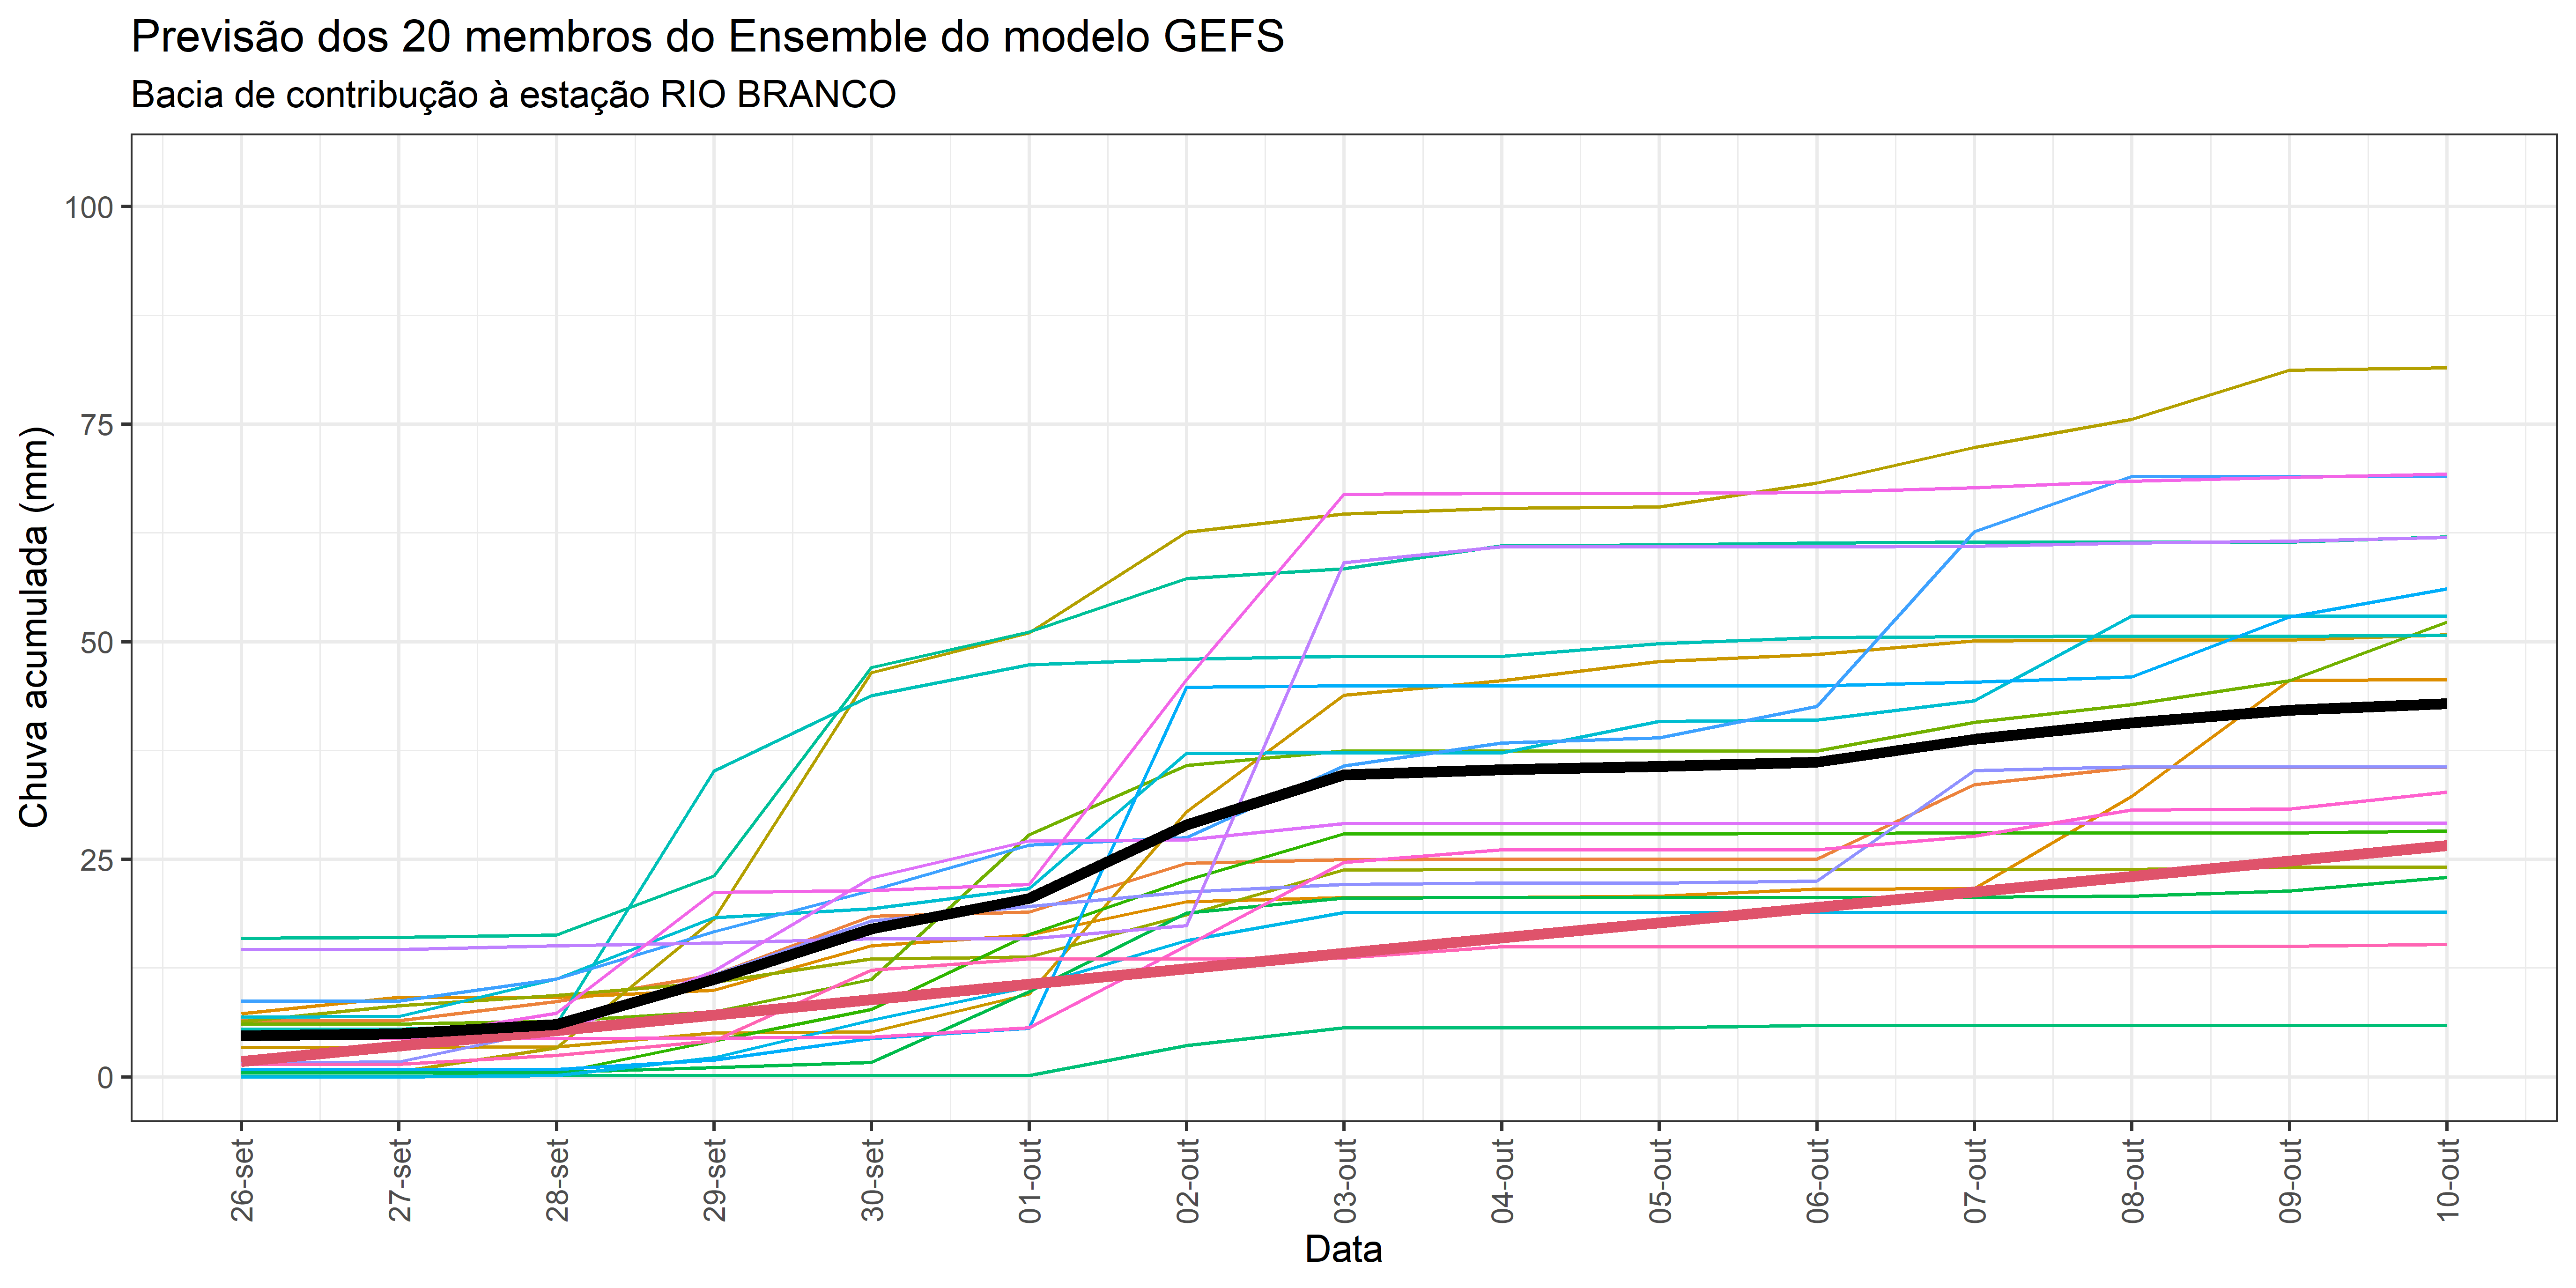 Previsão dos 20 membros do Ensemble do modelo GEFS
Bacia de contribução à estação RIO BRANCO
Chuva acumulada (mm)
100
75
50
25
0
26-set
27-set
28-set
29-set
30-set
01-out
02-out
03-out
04-out
05-out
06-out
07-out
08-out
09-out
10-out
Data